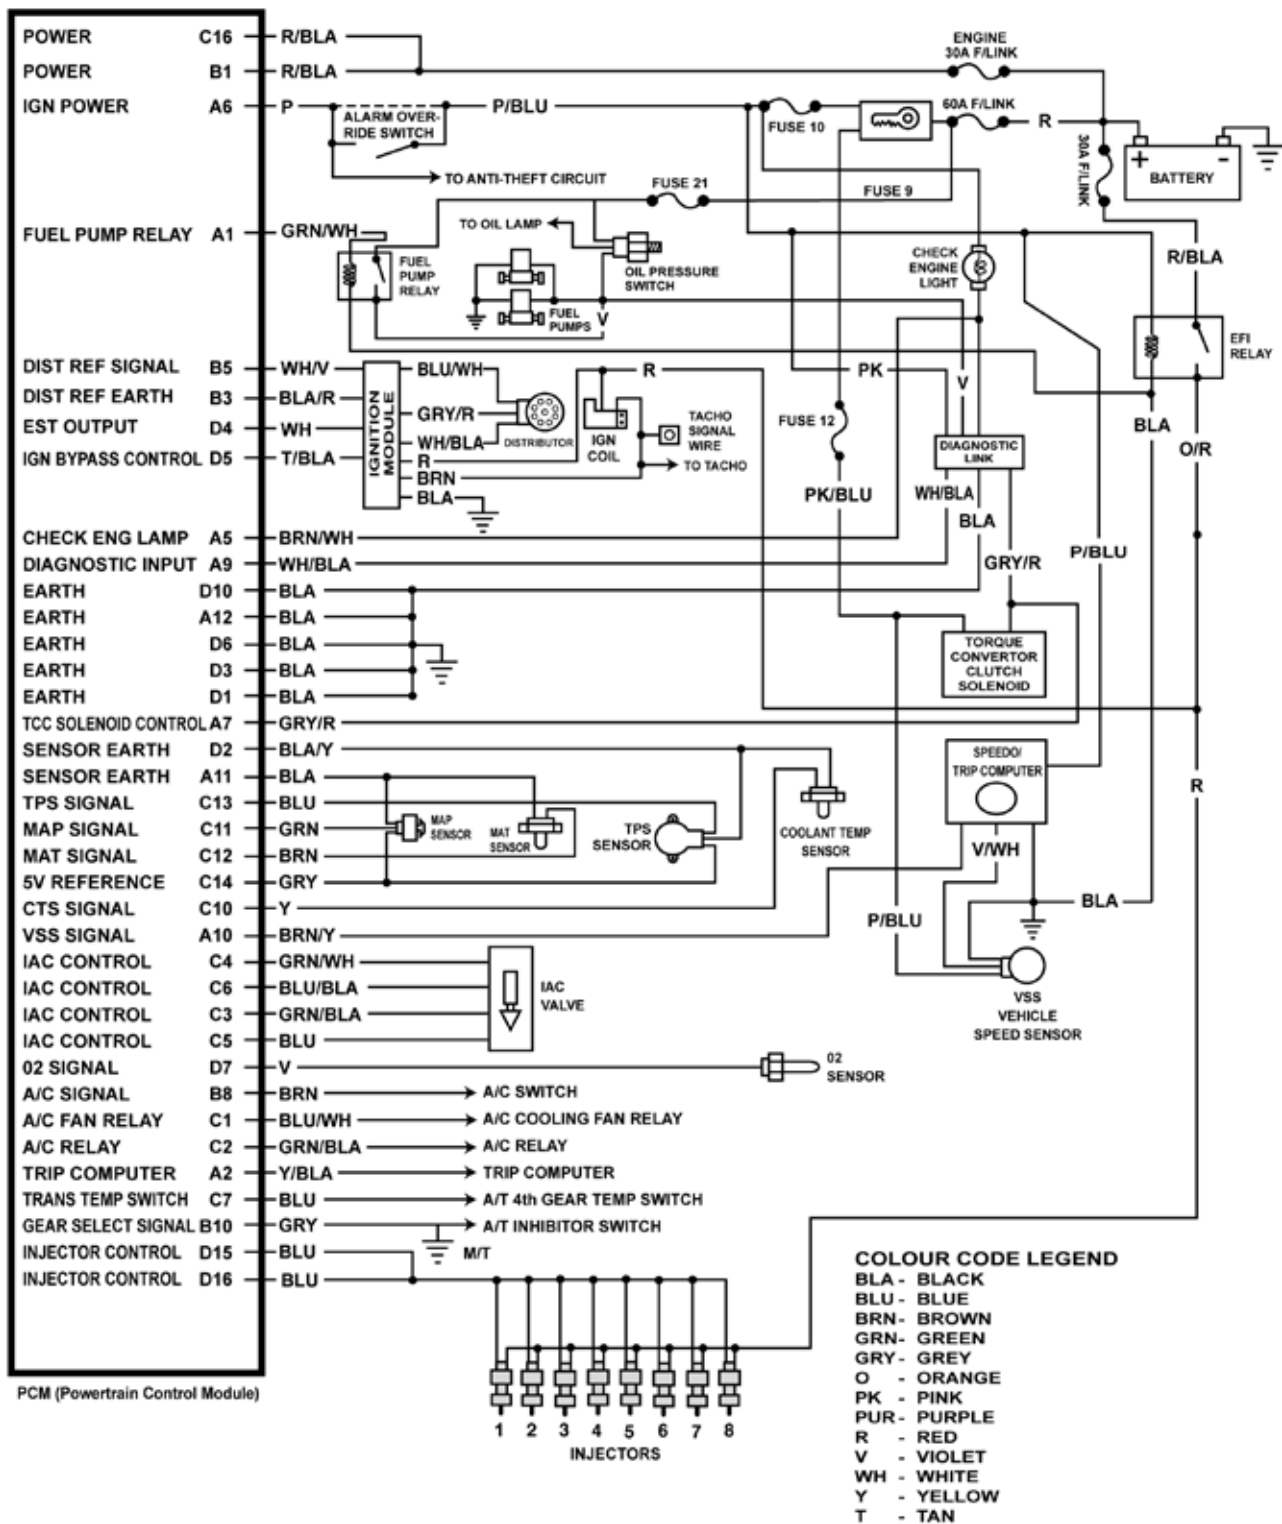 POWER C16 R/BLA
POWER B1 R/BLA
IGN POWER A6 P
FUEL PUMP RELAY A1 GRN/WH
DIST REF SIGNAL B5 WH/V
DIST REF EARTH B3 BLA/R
EST OUTPUT D4 WH
IGN BYPASS CONTROL D5 T/BLA
CHECK ENG LAMP A5 BRN/WH
DIAGNOSTIC INPUT A9 WH/BLA
EARTH D10 BLA
EARTH A12 BLA
EARTH D6 BLA
EARTH D3 BLA
EARTH D1 BLA
TCC SOLENOID CONTROL A7 GRY/R
SENSOR EARTH D2 BLA/Y
SENSOR EARTH A11 BLA
TPS SIGNAL C13 BLU
MAP SIGNAL C11 GRN
MAT SIGNAL C12 BRN
5V REFERENCE C14 GRY
CTS SIGNAL C10 Y
VSS SIGNAL A10 BRN/Y
IAC CONTROL C4 GRN/WH
IAC CONTROL C6 BLU/BLA
IAC CONTROL C3 GRN/BLA
IAC CONTROL C5 BLU
02 SIGNAL D7 V
A/C SIGNAL B8 BRN
A/C FAN RELAY C1 BLU/WH
A/C RELAY C2 GRN/BLA
TRIP COMPUTER A2 Y/BLA
TRANS TEMP SWITCH C7 BLU
GEAR SELECT SIGNAL B10 GRY
INJECTOR CONTROL D15 BLU
INJECTOR CONTROL D16 BLU
PCM (Powertrain Control Module)
ENGINE
30A F/LINK
P/BLU
ALARM OVER-
RIDE SWITCH
TO ANTI-THEFT CIRCUIT
FUSE 10
60A F/LINK
R
30A F/LINK
+ -
BATTERY
FUSE 21
FUSE 9
TO OIL LAMP
OIL PRESSURE
SWITCH
FUEL
PUMP
RELAY
FUEL
PUMPS
V
CHECK
ENGINE
LIGHT
R/BLA
EFI
RELAY
IGNITION
MODULE
BLU/WH
GRY/R
WH/BLA
R
BRN
BLA
DISTRIBUTOR
R
IGN
COIL
TACHO
SIGNAL
WIRE
TO TACHO
PK
V
FUSE 12
DIAGNOSTIC
LINK
BLA
O/R
PK/BLU
WH/BLA
BLA
GRY/R
P/BLU
TORQUE
CONVERTOR
CLUTCH
SOLENOID
SPEEDO/
TRIP COMPUTER
R
MAP
SENSOR
MAT
SENSOR
TPS
SENSOR
COOLANT TEMP
SENSOR
V/WH
P/BLU
BLA
VSS
VEHICLE
SPEED SENSOR
IAC
VALVE
02
SENSOR
A/C SWITCH
A/C COOLING FAN RELAY
A/C RELAY
TRIP COMPUTER
A/T 4th GEAR TEMP SWITCH
A/T INHIBITOR SWITCH
M/T
1 2 3 4 5 6 7 8
INJECTORS
COLOUR CODE LEGEND
BLA - BLACK
BLU - BLUE
BRN- BROWN
GRN- GREEN
GRY- GREY
O - ORANGE
PK - PINK
PUR- PURPLE
R - RED
V - VIOLET
WH - WHITE
Y - YELLOW
T - TAN